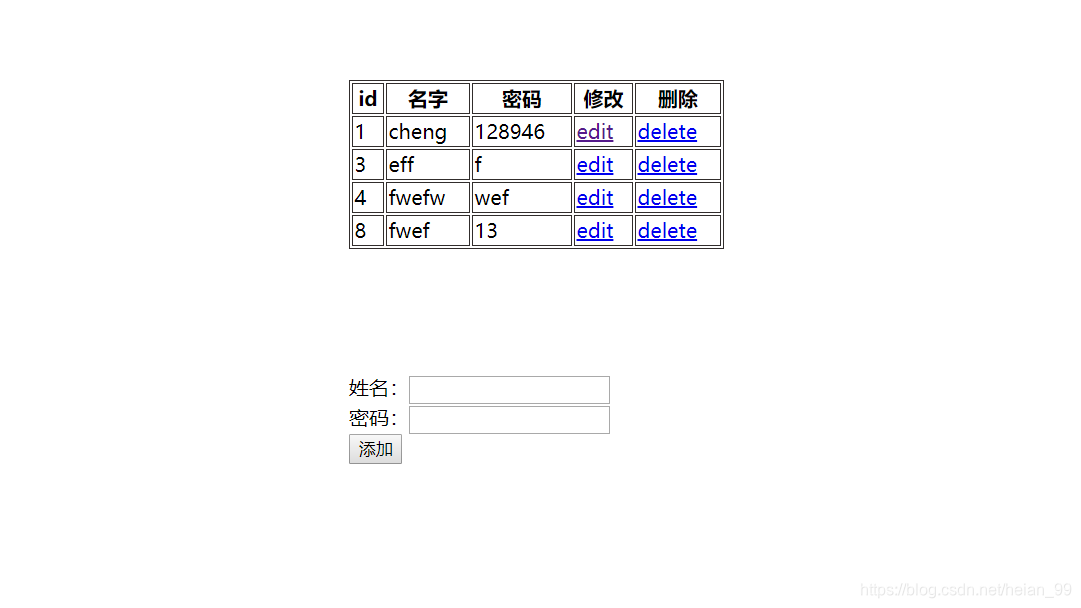 id 名字 密码 修改 删除
1 cheng 128946 edit delete
3 eff f edit delete
4 fwefw wef edit delete
8 fwef 13 edit delete
姓名：
密码：
添加
https://blog.csdn.net/heian_99